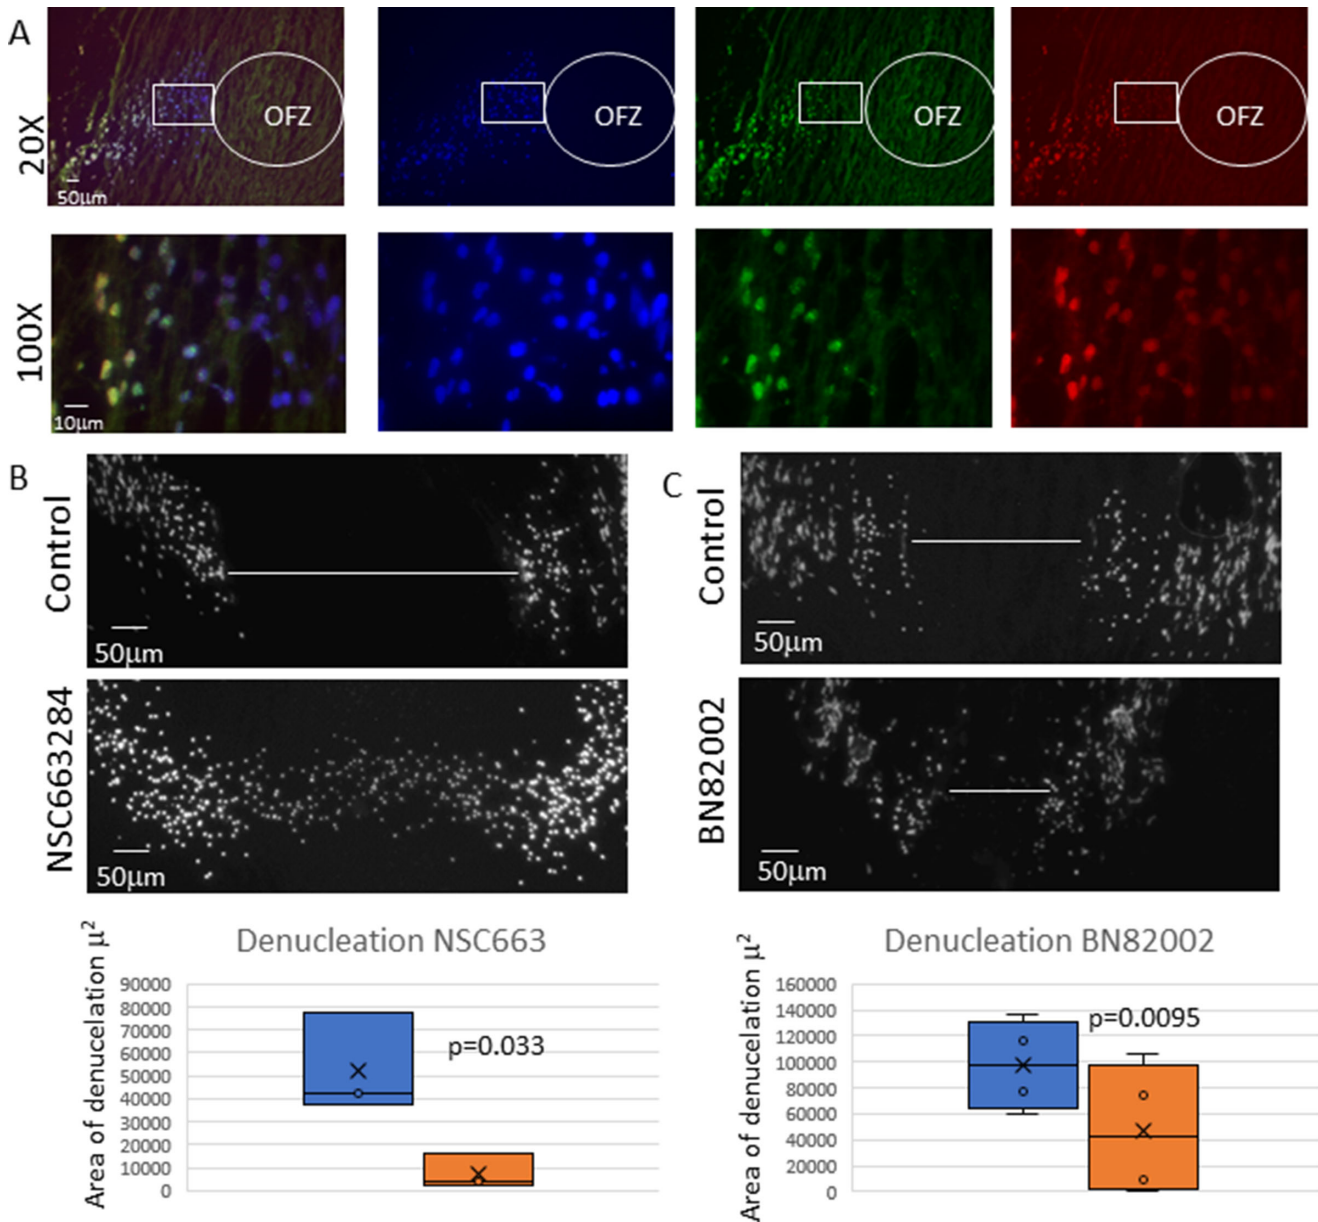 A
20X
OFZ
OFZ
OFZ
OFZ
50µm
100X
10µm
B
Control
50µm
C
Control
50µm
NSC663284
50µm
BN82002
50µm
Denucleation NSC663
Area of denucelation µ²
90000
80000
70000
60000
50000
40000
30000
20000
10000
0
p=0.033
Denucleation BN82002
Area of denucelation µ²
160000
140000
120000
100000
80000
60000
40000
20000
0
p=0.0095